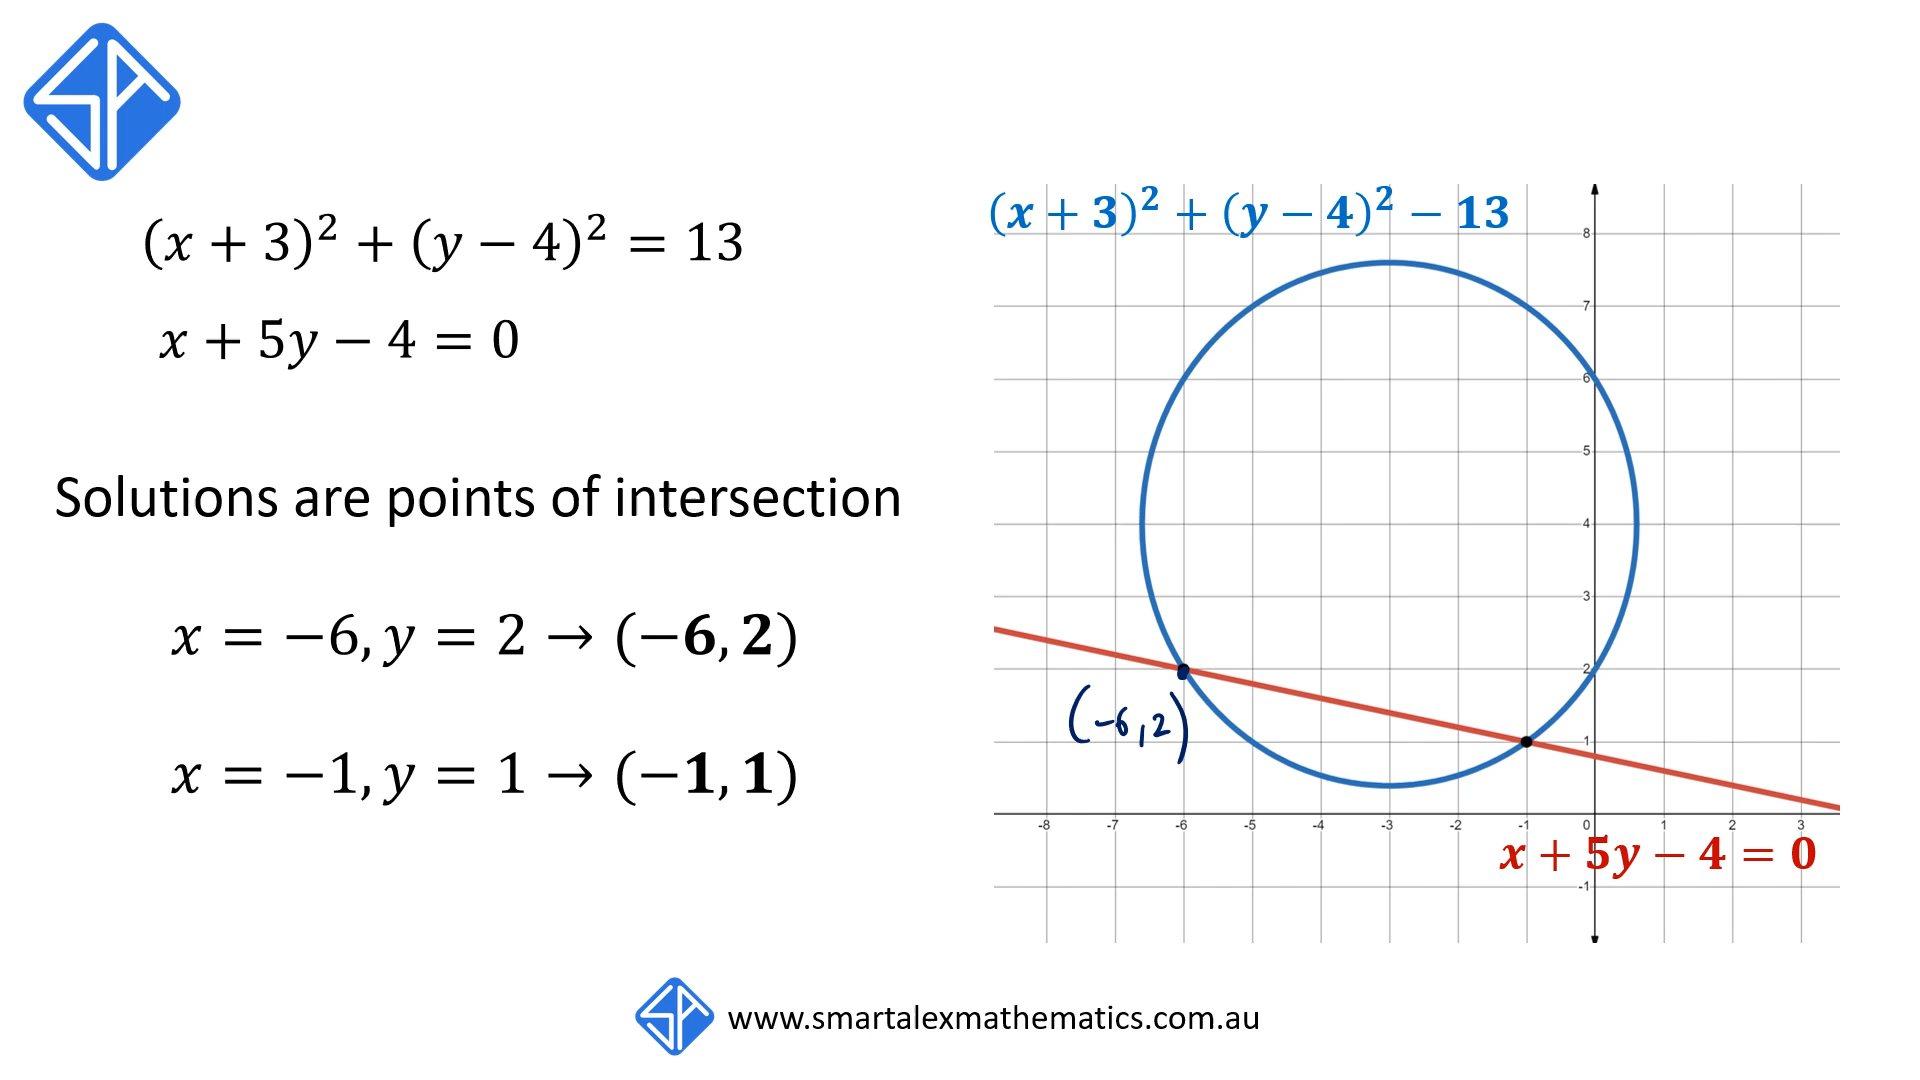 (x + 3)² + (y − 4)² = 13
x + 5y − 4 = 0
Solutions are points of intersection
x = −6, y = 2 → (−6, 2)
x = −1, y = 1 → (−1, 1)
(x + 3)² + (y − 4)² − 13
8
7
6
5
4
3
2
(-6,2)
1
-8 -7 -6 -5 -4 -3 -2 -1 0 1 2 3
x + 5y − 4 = 0
-1
www.smartalexmathematics.com.au